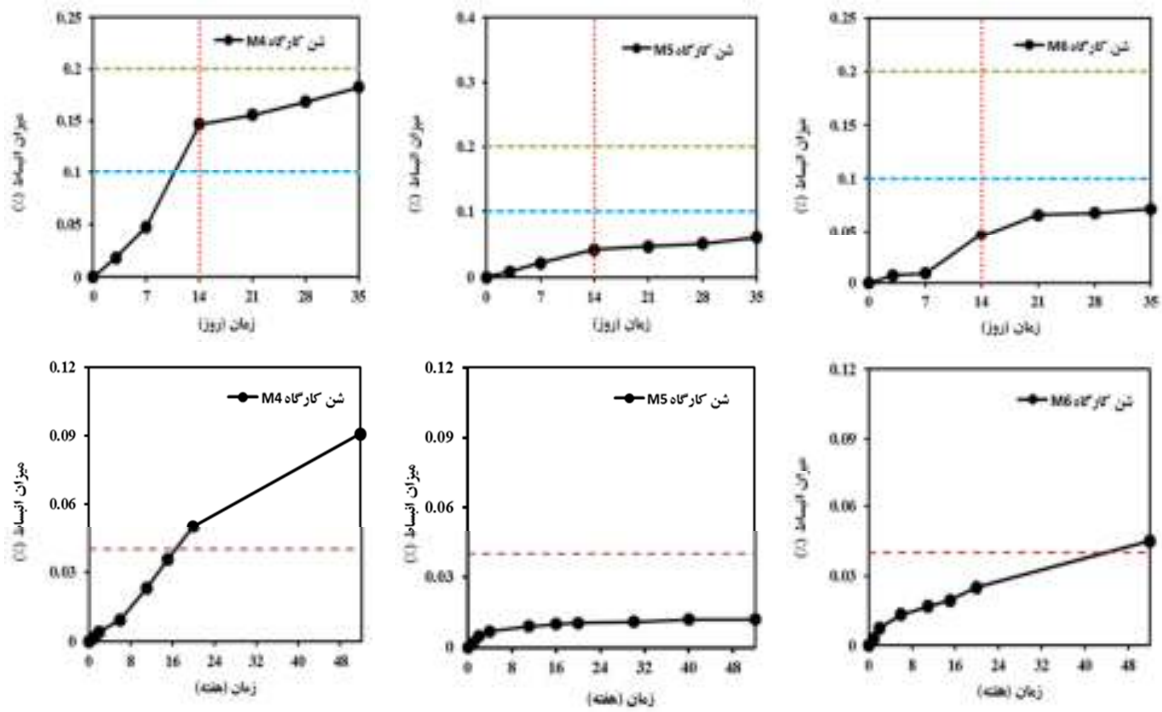 0.25
0.2
0.15
0.1
0.05
0
شن کارگاه M4
میزان انبساط (٪)
0 7 14 21 28 35
زمان (روز)
0.4
0.3
0.2
0.1
0
شن کارگاه M5
میزان انبساط (٪)
0 7 14 21 28 35
زمان (روز)
0.25
0.2
0.1
0.05
0
شن کارگاه M6
میزان انبساط (٪)
0 7 14 21 28 35
زمان (روز)
0.12
0.09
0.06
0.03
0
شن کارگاه M4
میزان انبساط (٪)
0 8 16 24 32 40 48
زمان (هفته)
0.12
0.09
0.06
0.03
0
شن کارگاه M5
میزان انبساط (٪)
0 8 16 24 32 40 48
زمان (هفته)
0.12
0.09
0.06
0.03
0
شن کارگاه M6
میزان انبساط (٪)
0 8 16 24 32 40 48
زمان (هفته)